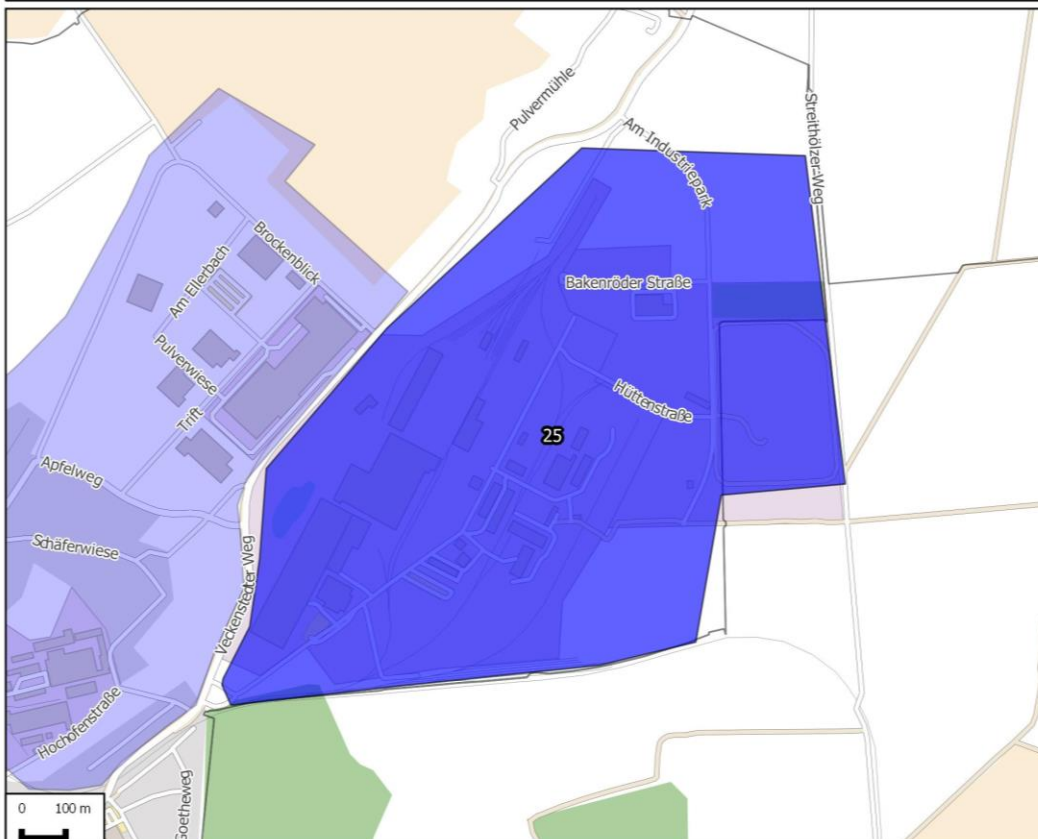 Pulvermühle
Am Industriepark
Streithölzer-Weg
Brockenblick
Am Ellerbach
Bakenröder Straße
Pulverwiese
Hüttenstraße
Trift
25
Apfelweg
Schäferwiese
Veckenstedter Weg
Hochofenstraße
Goetheweg
0 100 m